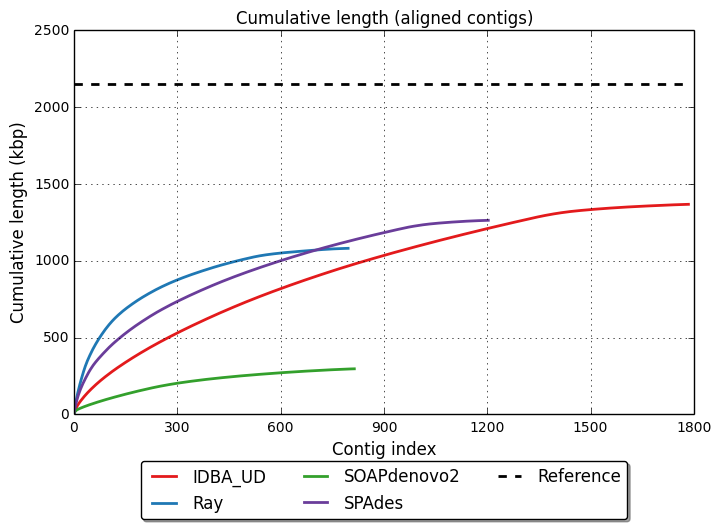 Cumulative length (aligned contigs)
2500
2000
1500
1000
500
0
Cumulative length (kbp)
0 300 600 900 1200 1500 1800
Contig index
IDBA_UD SOAPdenovo2 Reference
Ray SPAdes